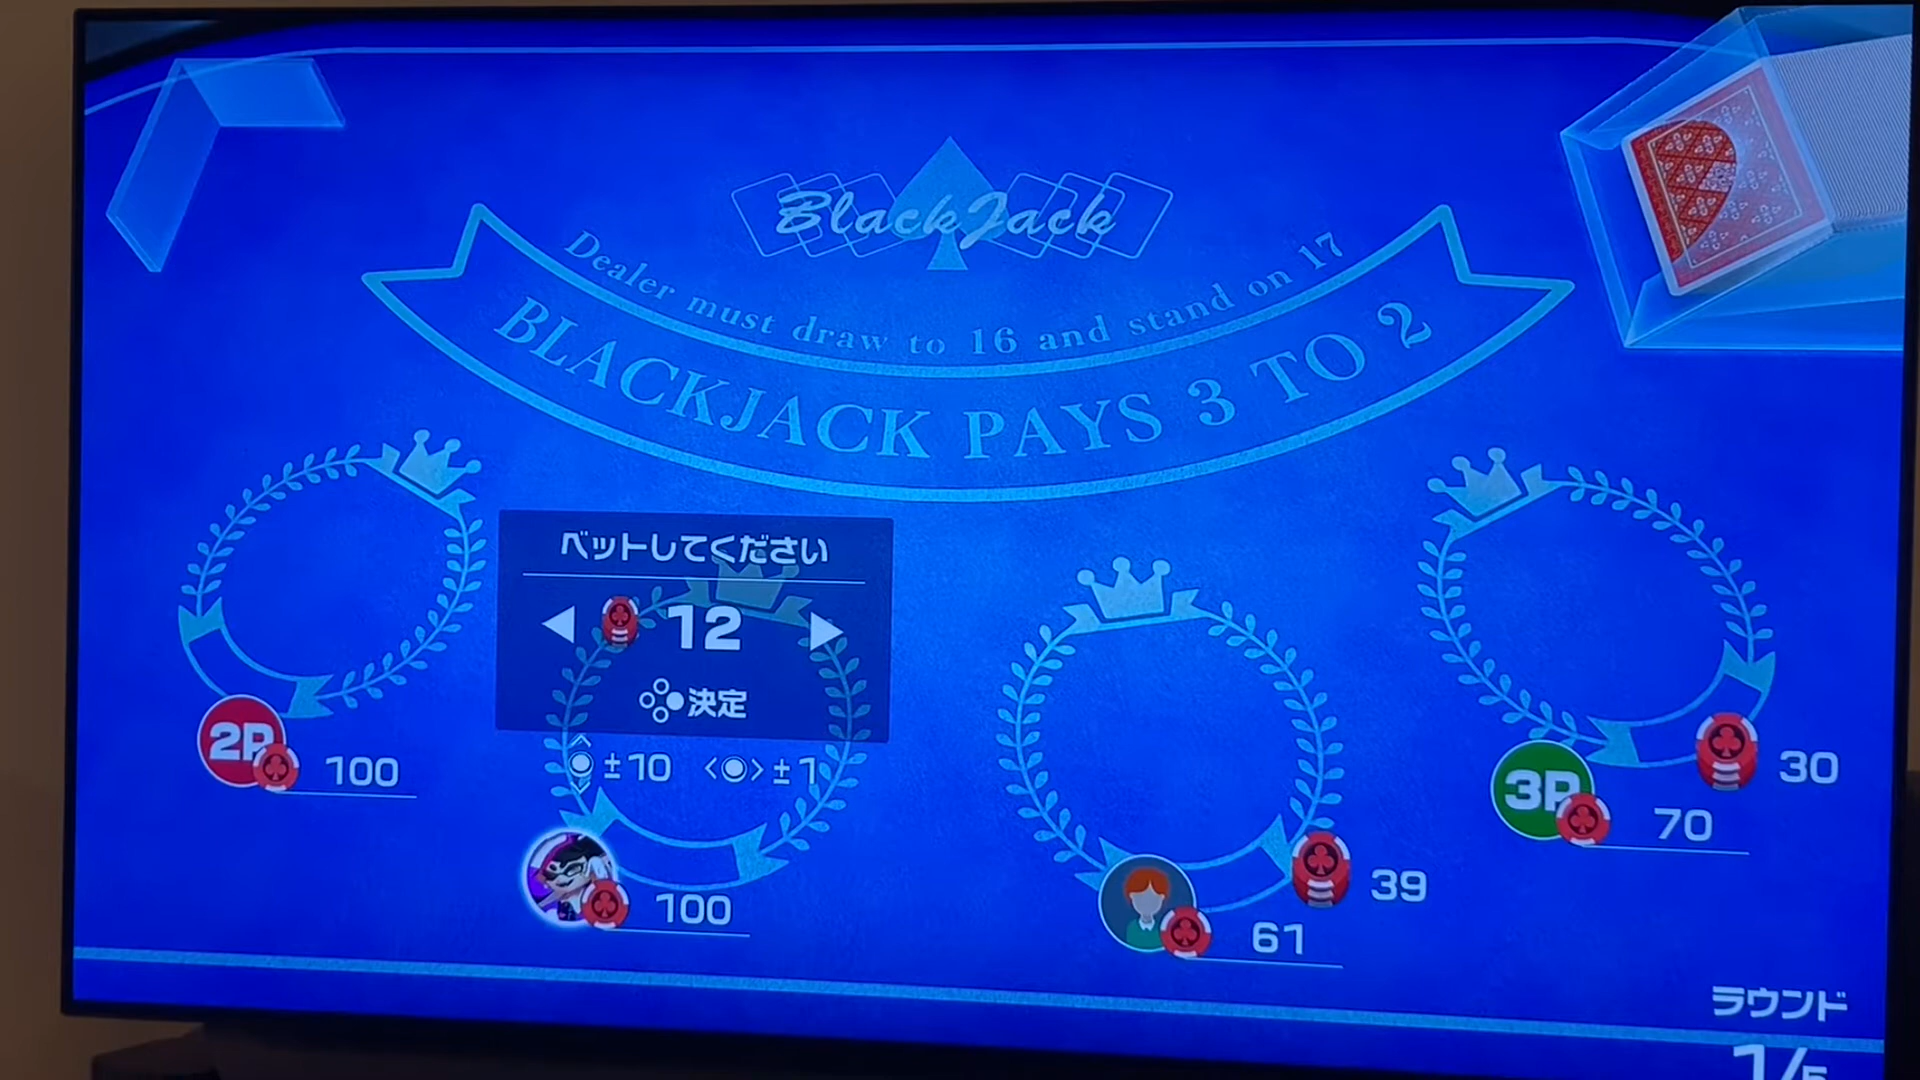 BlackJack
Dealer must draw to 16 and stand on 17
BLACKJACK PAYS 3 TO 2
ベットしてください
12
決定
±10 ±1
2P 100
100
39
61
30
3P 70
ラウンド
1/5